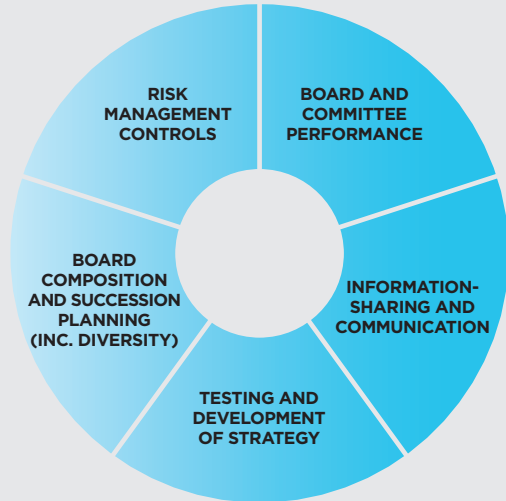 RISK
MANAGEMENT
CONTROLS
BOARD AND
COMMITTEE
PERFORMANCE
INFORMATION-
SHARING AND
COMMUNICATION
TESTING AND
DEVELOPMENT
OF STRATEGY
BOARD
COMPOSITION
AND SUCCESSION
PLANNING
(INC. DIVERSITY)